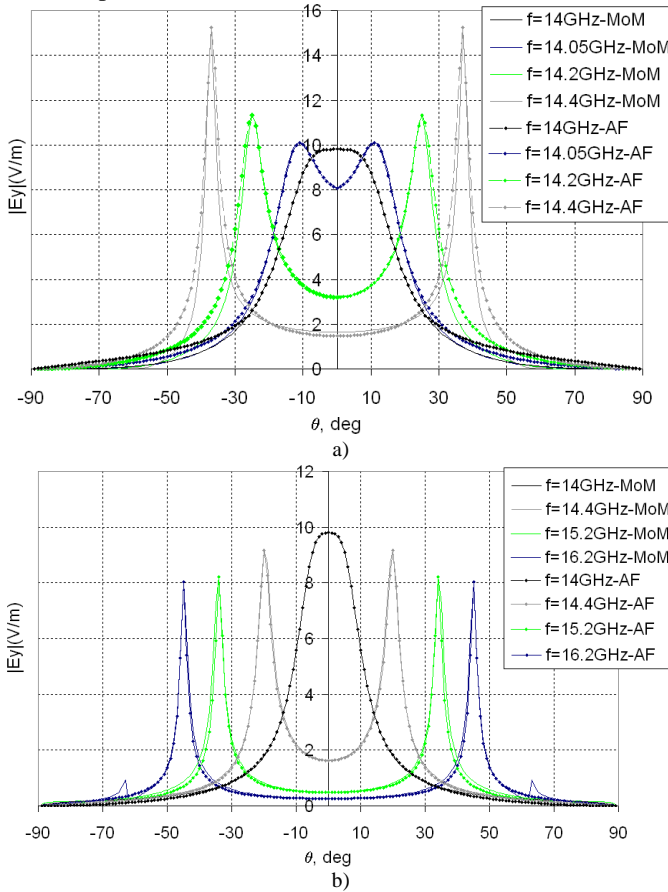 16
14
12
10
8
6
4
2
0
|Ey|(V/m)
-90 -70 -50 -30 -10 10 30 50 70 90
θ, deg
f=14GHz-MoM
f=14.05GHz-MoM
f=14.2GHz-MoM
f=14.4GHz-MoM
f=14GHz-AF
f=14.05GHz-AF
f=14.2GHz-AF
f=14.4GHz-AF
a)
12
10
8
6
4
2
0
|Ey|(V/m)
-90 -70 -50 -30 -10 10 30 50 70 90
θ, deg
f=14GHz-MoM
f=14.4GHz-MoM
f=15.2GHz-MoM
f=16.2GHz-MoM
f=14GHz-AF
f=14.4GHz-AF
f=15.2GHz-AF
f=16.2GHz-AF
b)